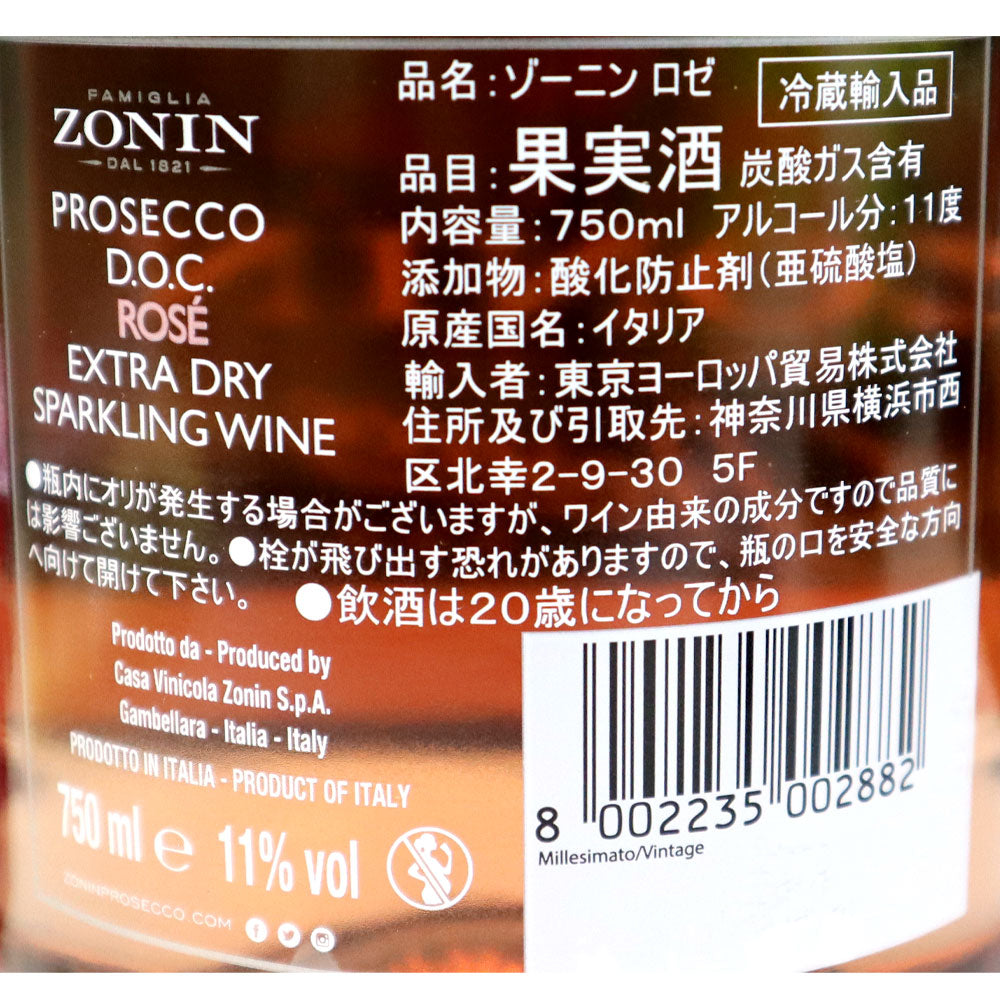 FAMIGLIA
ZONIN
DAL 1821
PROSECCO
D.O.C.
ROSÉ
EXTRA DRY
SPARKLING WINE
品名:ゾーニン ロゼ
冷蔵輸入品
品目:果実酒 炭酸ガス含有
内容量:750ml アルコール分:11度
添加物:酸化防止剤(亜硫酸塩)
原産国名:イタリア
輸入者:東京ヨーロッパ貿易株式会社
住所及び引取先:神奈川県横浜市西
区北幸2-9-30 5F
●瓶内にオリが発生する場合がございますが、ワイン由来の成分ですので品質に
は影響ございません。●栓が飛び出す恐れがありますので、瓶の口を安全な方向
へ向けて開けて下さい。 ●飲酒は20歳になってから
Prodotto da - Produced by
Casa Vinicola Zonin S.p.A.
Gambellara - Italia - Italy
PRODOTTO IN ITALIA - PRODUCT OF ITALY
750 ml e 11% vol
ZONINPROSECCO.COM
8 002235 002882
Millesimato/Vintage